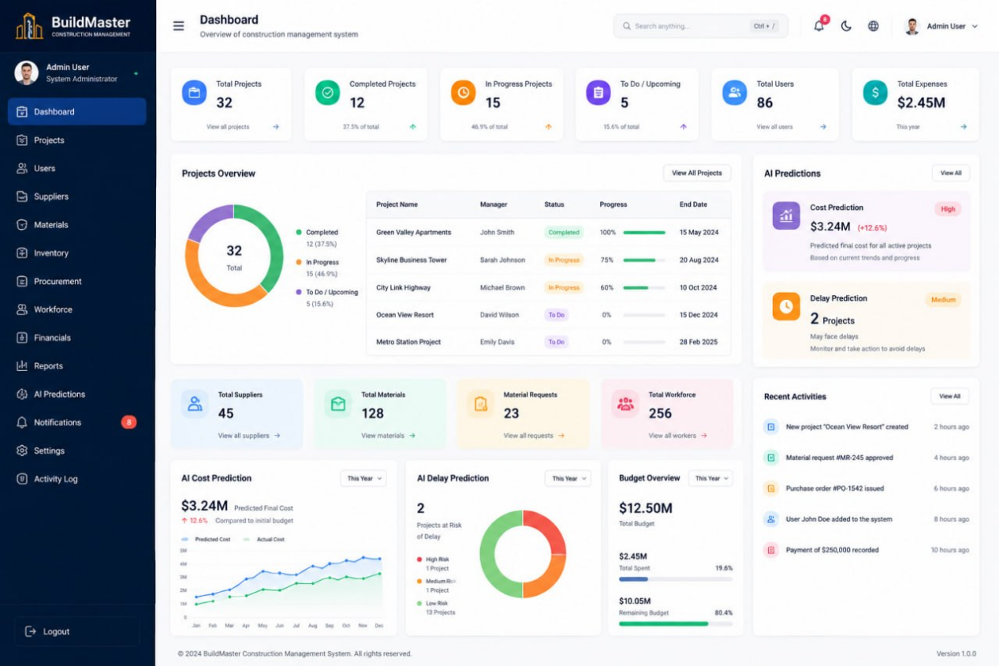 BuildMaster
CONSTRUCTION MANAGEMENT
Admin User
System Administrator
Dashboard
Projects
Users
Suppliers
Materials
Inventory
Procurement
Workforce
Financials
Reports
AI Predictions
Notifications
8
Settings
Activity Log
Logout
Dashboard
Overview of construction management system
Search anything...
Ctrl + /
8
Admin User
Total Projects
32
View all projects
Completed Projects
12
37.5% of total
In Progress Projects
15
46.9% of total
To Do / Upcoming
5
15.6% of total
Total Users
86
View all users
Total Expenses
$2.45M
This year
Projects Overview
View All Projects
32
Total
Completed
12 (37.5%)
In Progress
15 (46.9%)
To Do / Upcoming
5 (15.6%)
Project Name Manager Status Progress End Date
Green Valley Apartments John Smith Completed 100% 15 May 2024
Skyline Business Tower Sarah Johnson In Progress 75% 20 Aug 2024
City Link Highway Michael Brown In Progress 60% 10 Oct 2024
Ocean View Resort David Wilson To Do 0% 15 Dec 2024
Metro Station Project Emily Davis To Do 0% 28 Feb 2025
AI Predictions
View All
Cost Prediction
High
$3.24M (+12.6%)
Predicted final cost for all active projects
Based on current trends and progress
Delay Prediction
Medium
2 Projects
May face delays
Monitor and take action to avoid delays
Total Suppliers
45
View all suppliers
Total Materials
128
View materials
Material Requests
23
View all requests
Total Workforce
256
View all workers
Recent Activities
View All
New project "Ocean View Resort" created 2 hours ago
Material request #MR-245 approved 4 hours ago
Purchase order #PO-1542 issued 6 hours ago
User John Doe added to the system 8 hours ago
Payment of $250,000 recorded 10 hours ago
AI Cost Prediction
This Year
$3.24M Predicted Final Cost
12.6% Compared to initial budget
Predicted Cost Actual Cost
5M
4M
3M
2M
1M
0
Jan Feb Mar Apr May Jun Jul Aug Sep Oct Nov Dec
AI Delay Prediction
This Year
2
Projects at Risk
of Delay
High Risk
1 Project
Medium Risk
1 Project
Low Risk
13 Projects
Budget Overview
This Year
$12.50M
Total Budget
$2.45M
Total Spent 19.6%
$10.05M
Remaining Budget 80.4%
© 2024 BuildMaster Construction Management System. All rights reserved.
Version 1.0.0